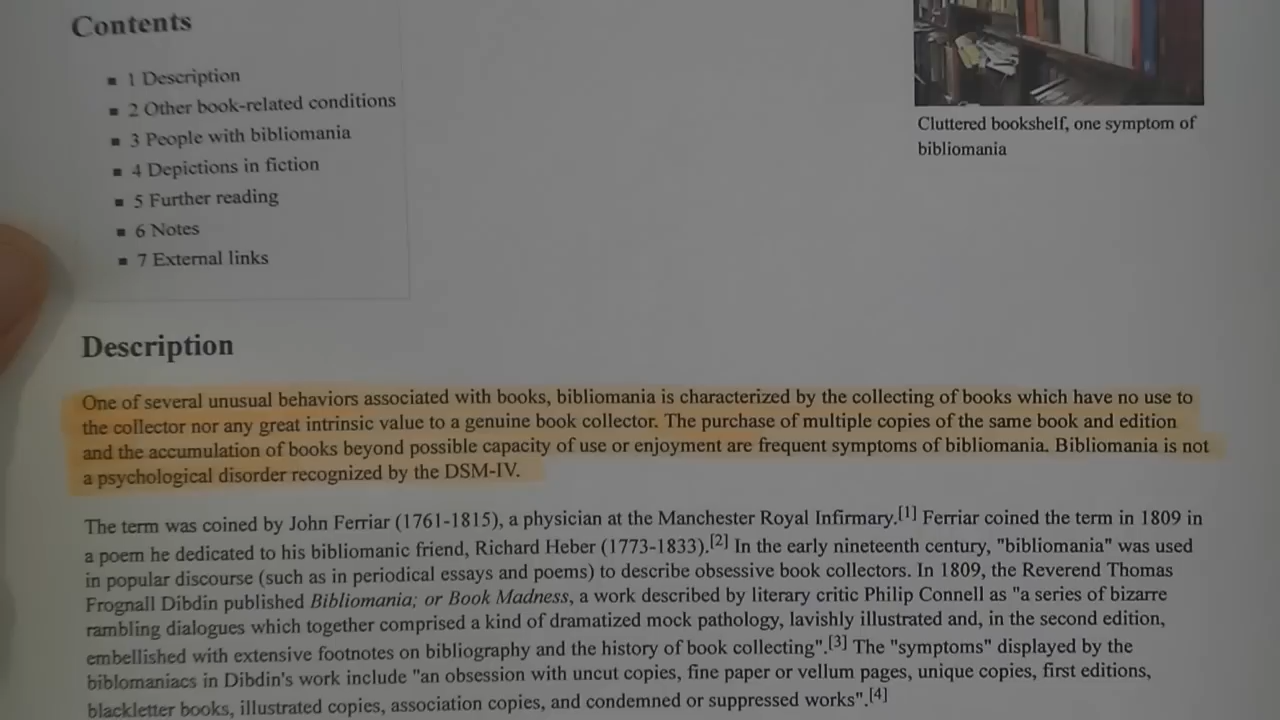 Contents
▪ 1 Description
▪ 2 Other book-related conditions
▪ 3 People with bibliomania
▪ 4 Depictions in fiction
▪ 5 Further reading
▪ 6 Notes
▪ 7 External links
Cluttered bookshelf, one symptom of
bibliomania
Description
One of several unusual behaviors associated with books, bibliomania is characterized by the collecting of books which have no use to
the collector nor any great intrinsic value to a genuine book collector. The purchase of multiple copies of the same book and edition
and the accumulation of books beyond possible capacity of use or enjoyment are frequent symptoms of bibliomania. Bibliomania is not
a psychological disorder recognized by the DSM-IV.
The term was coined by John Ferriar (1761-1815), a physician at the Manchester Royal Infirmary.[1] Ferriar coined the term in 1809 in
a poem he dedicated to his bibliomanic friend, Richard Heber (1773-1833).[2] In the early nineteenth century, "bibliomania" was used
in popular discourse (such as in periodical essays and poems) to describe obsessive book collectors. In 1809, the Reverend Thomas
Frognall Dibdin published Bibliomania; or Book Madness, a work described by literary critic Philip Connell as "a series of bizarre
rambling dialogues which together comprised a kind of dramatized mock pathology, lavishly illustrated and, in the second edition,
embellished with extensive footnotes on bibliography and the history of book collecting".[3] The "symptoms" displayed by the
biblomaniacs in Dibdin's work include "an obsession with uncut copies, fine paper or vellum pages, unique copies, first editions,
blackletter books, illustrated copies, association copies, and condemned or suppressed works".[4]